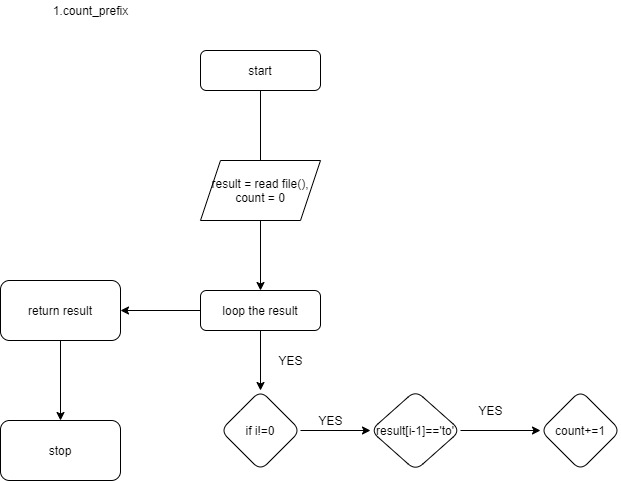 1.count_prefix
start
result = read file(),
count = 0
return result
loop the result
YES
if i!=0
YES
result[i-1]=='to'
YES
count+=1
stop